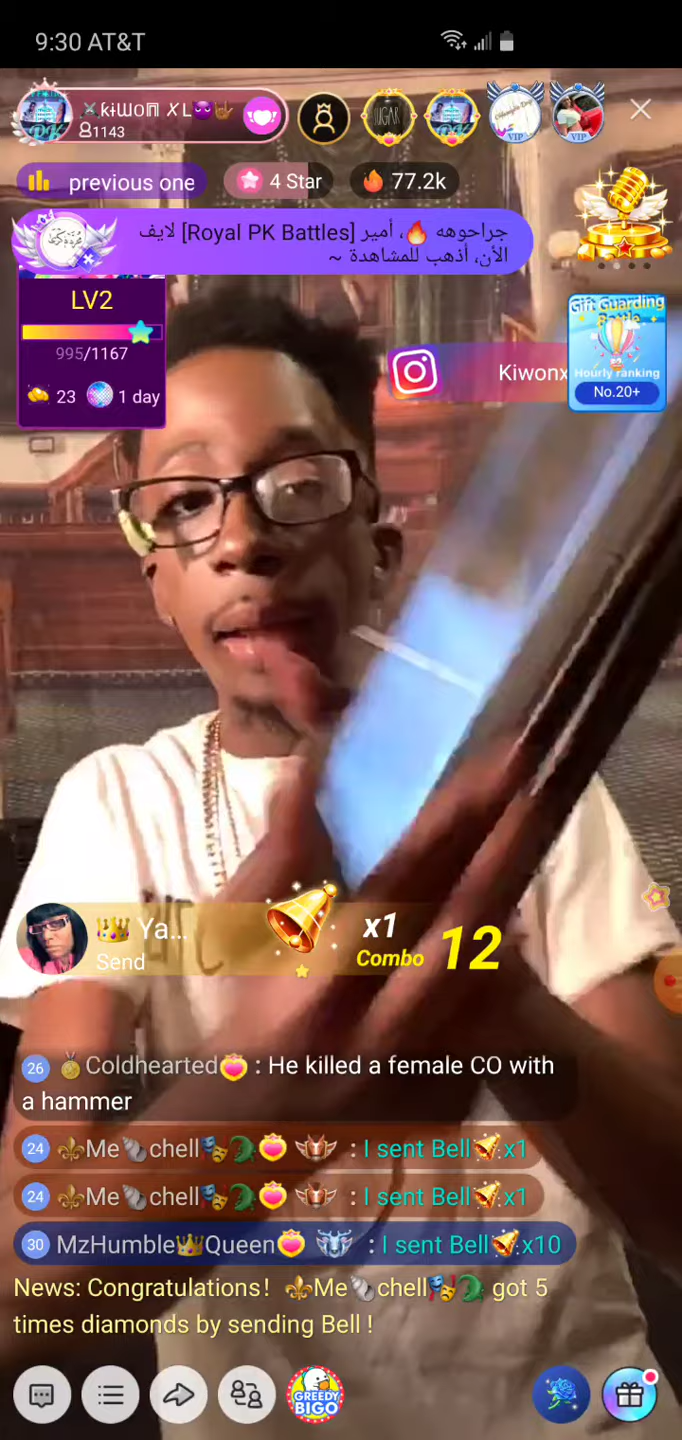 9:30 AT&T
⚔️ƙɨƜOЯ ✗L😈🤟🏾
1143
SUGAR
VIP
VIP
previous one
4 Star
77.2k
جراحوهه 🔥، أمير [Royal PK Battles] لايف
الأن، أذهب للمشاهدة ~
LV2
995/1167
23
1 day
Kiwonx
Gift Guarding
Battle
Hourly ranking
No.20+
👑 Ya...
Send
x1
Combo 12
26 🏅Coldhearted : He killed a female CO with
a hammer
24 ⚜️Me🐚chell🎭🐊 : I sent Bell x1
24 ⚜️Me🐚chell🎭🐊 : I sent Bell x1
30 MzHumble👑Queen : I sent Bell x10
News: Congratulations! ⚜️Me🐚chell🎭🐊 got 5
times diamonds by sending Bell !
GREEDY
BIGO